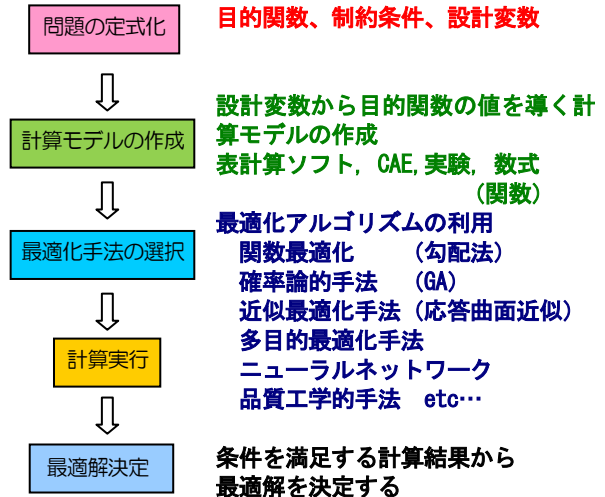 問題の定式化
目的関数、制約条件、設計変数
計算モデルの作成
設計変数から目的関数の値を導く計
算モデルの作成
表計算ソフト, CAE,実験, 数式
(関数)
最適化手法の選択
最適化アルゴリズムの利用
関数最適化 (勾配法)
確率論的手法 (GA)
近似最適化手法(応答曲面近似)
多目的最適化手法
ニューラルネットワーク
品質工学的手法 etc…
計算実行
最適解決定
条件を満足する計算結果から
最適解を決定する